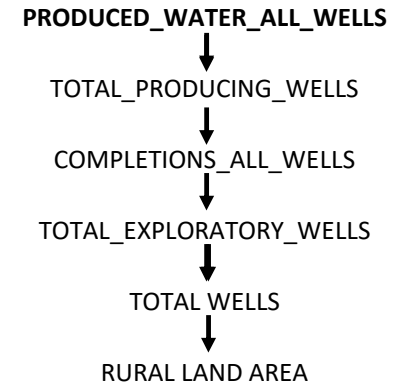 PRODUCED_WATER_ALL_WELLS
TOTAL_PRODUCING_WELLS
COMPLETIONS_ALL_WELLS
TOTAL_EXPLORATORY_WELLS
TOTAL WELLS
RURAL LAND AREA